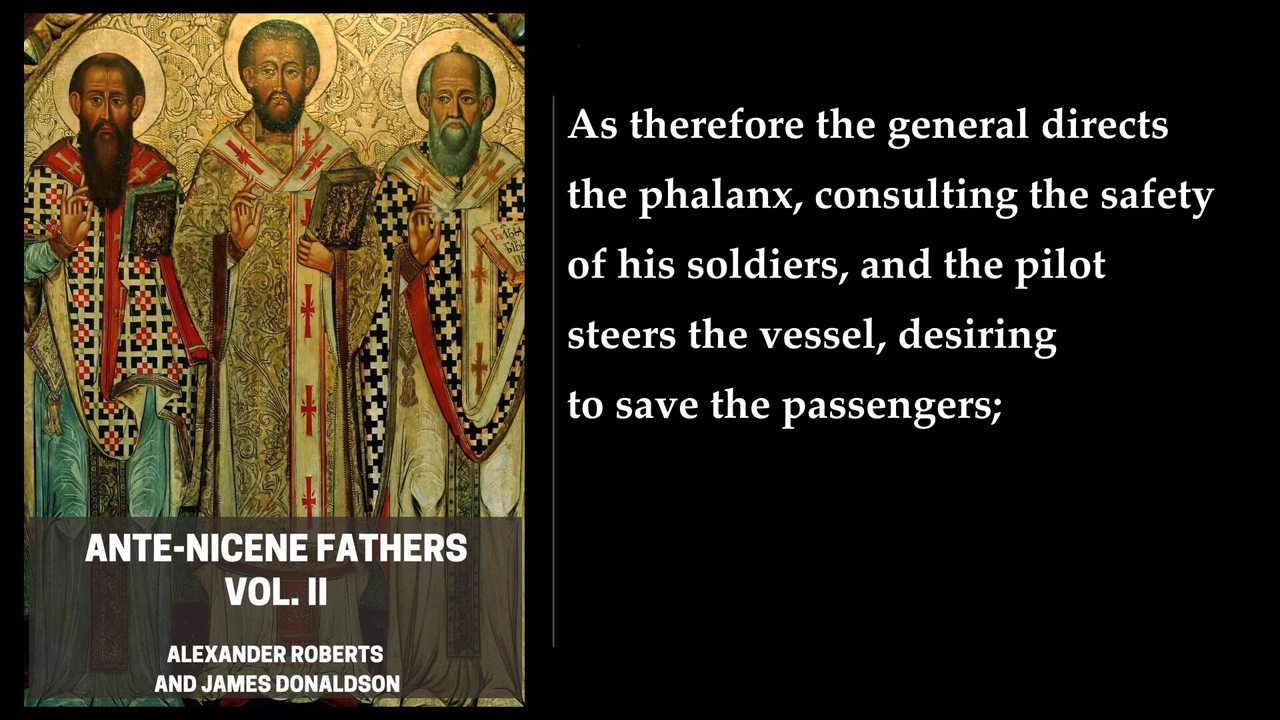 As therefore the general directs
the phalanx, consulting the safety
of his soldiers, and the pilot
steers the vessel, desiring
to save the passengers;
ANTE-NICENE FATHERS
VOL. II
ALEXANDER ROBERTS
AND JAMES DONALDSON